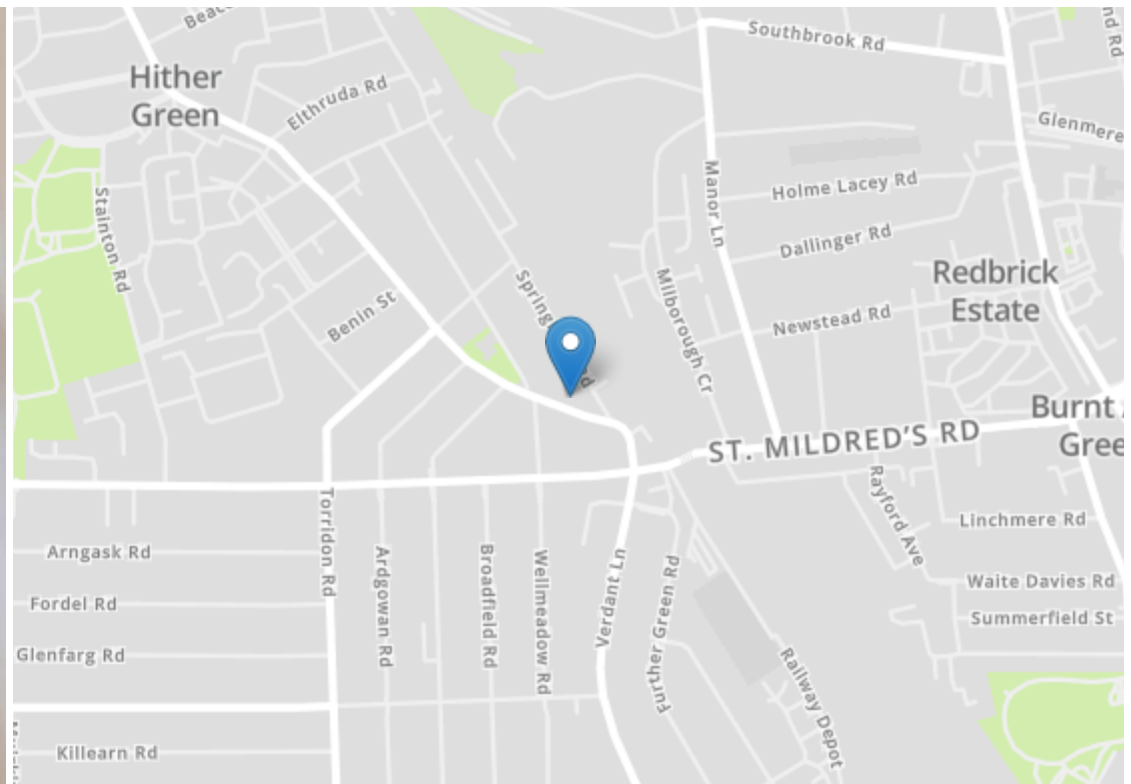 Southbrook Rd
Hither
Green
Elthruda Rd
Glenmere
Stainton Rd
Manor Ln
Holme Lacey Rd
Dallinger Rd
Redbrick
Estate
Benin St
Milborough Cr
Newstead Rd
Burnt
Gree
ST. MILDRED'S RD
Torridon Rd
Rayford Ave
Linchmere Rd
Arngask Rd
Ardgowan Rd
Broadfield Rd
Wellmeadow Rd
Verdant Ln
Further Green Rd
Waite Davies Rd
Fordel Rd
Summerfield St
Glenfarg Rd
Railway Depot
Killearn Rd